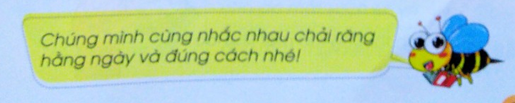 Chúng mình cùng nhắc nhau chải răng
hằng ngày và đúng cách nhé!